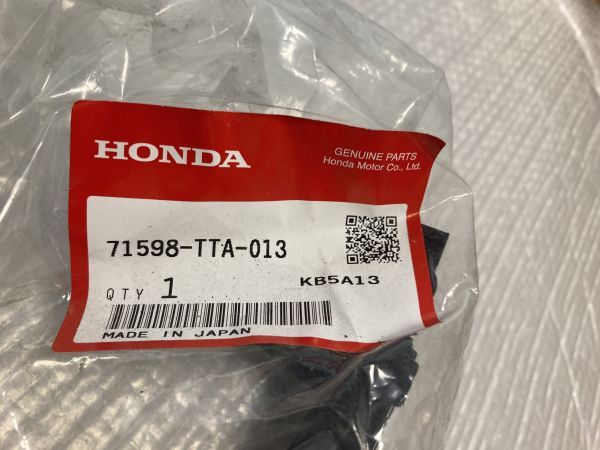 HONDA
GENUINE PARTS
Honda Motor Co., Ltd.
71598-TTA-013
QTY 1
KB5A13
MADE IN JAPAN